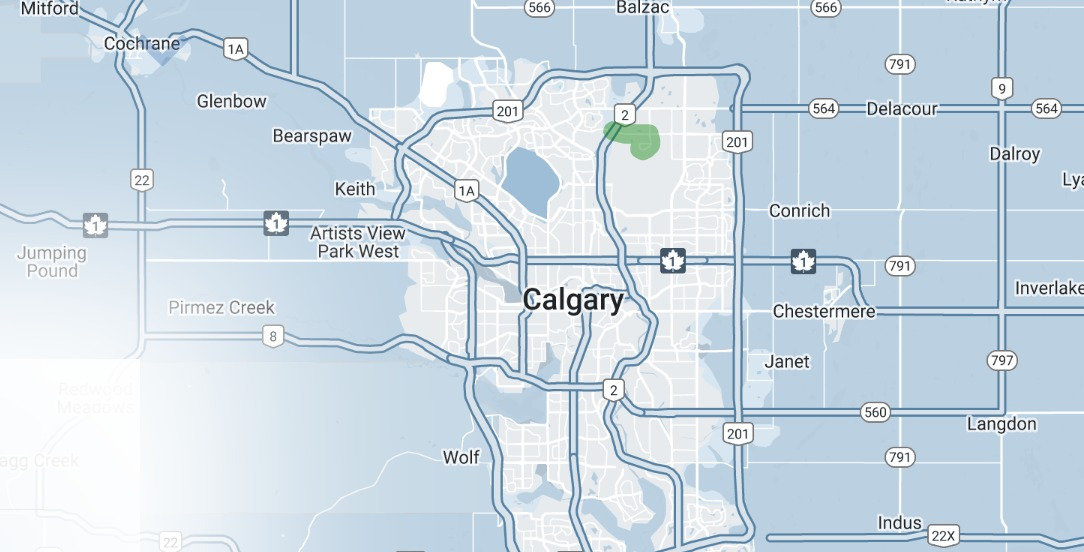 Mitford
566
Balzac
566
Cochrane
1A
791
9
Glenbow
201
2
564
Delacour
564
Bearspaw
201
Dalroy
22
Keith
1A
Conrich
1
1
Artists View
Park West
1
1
Jumping
Pound
791
Inverlake
Calgary
Pirmez Creek
Chestermere
8
Janet
797
Redwood
Meadows
2
560
Langdon
201
Wolf
791
agg Creek
Indus
22X
22